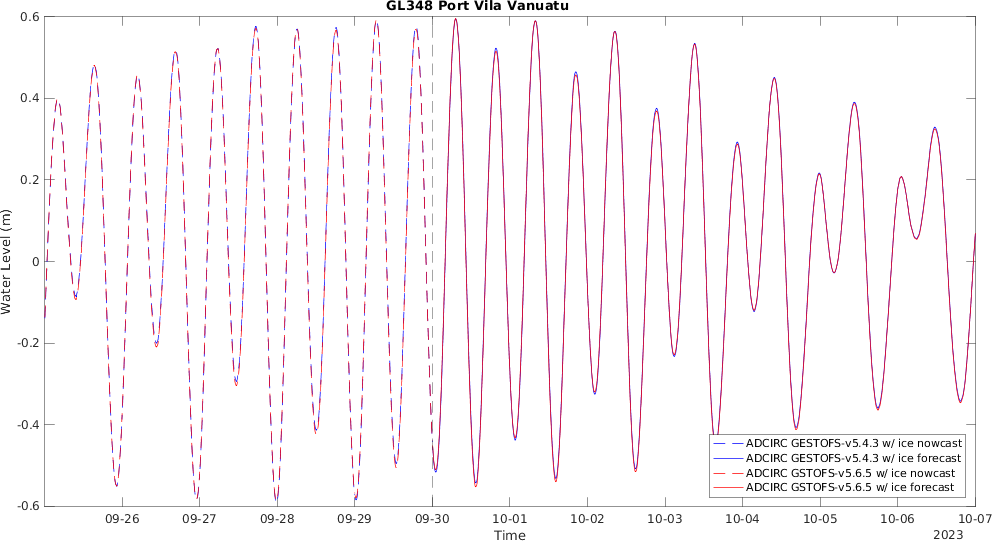 GL348 Port Vila Vanuatu
Water Level (m)
0.6
0.4
0.2
0
-0.2
-0.4
-0.6
ADCIRC GESTOFS-v5.4.3 w/ ice nowcast
ADCIRC GESTOFS-v5.4.3 w/ ice forecast
ADCIRC GSTOFS-v5.6.5 w/ ice nowcast
ADCIRC GSTOFS-v5.6.5 w/ ice forecast
09-26 09-27 09-28 09-29 09-30 10-01 10-02 10-03 10-04 10-05 10-06 10-07
Time
2023